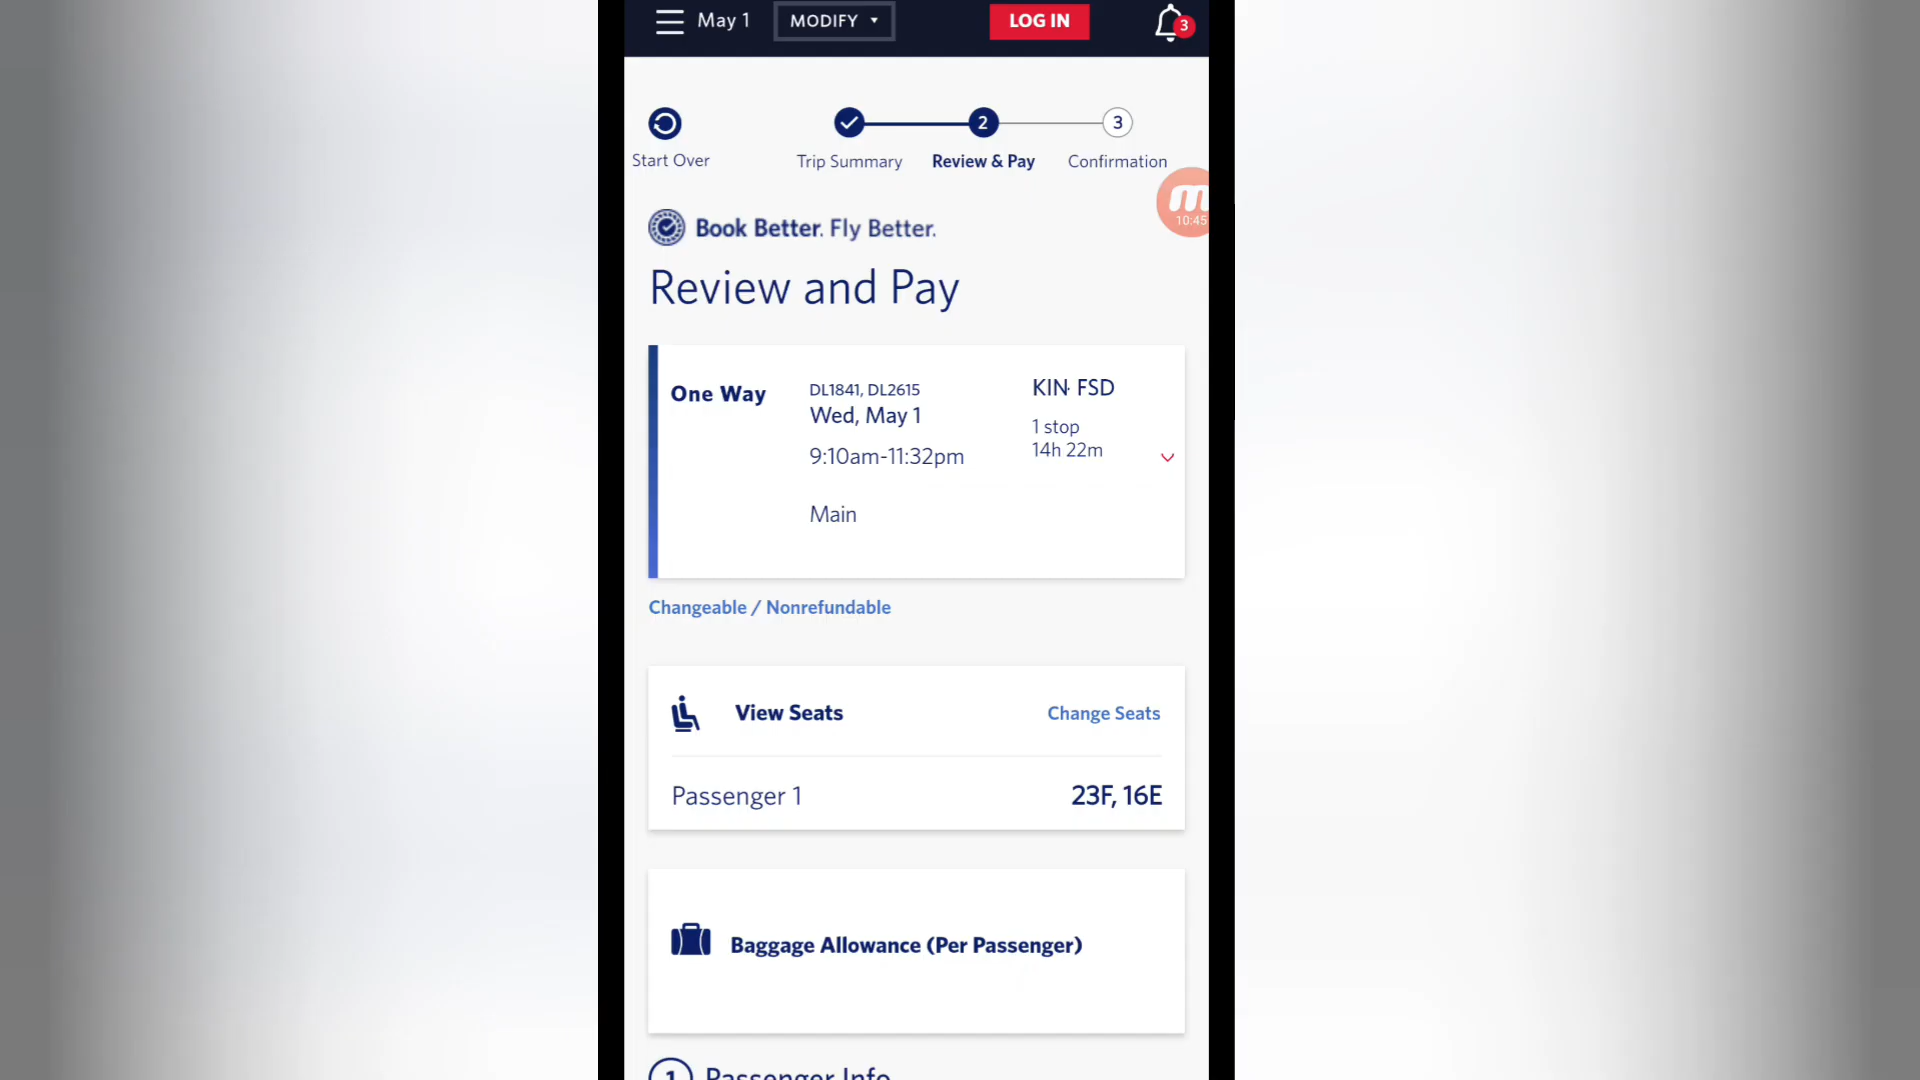 May 1 MODIFY LOG IN 3
2 3
Start Over Trip Summary Review & Pay Confirmation
10:45
Book Better. Fly Better.
Review and Pay
One Way DL1841, DL2615 KIN· FSD
Wed, May 1
1 stop
9:10am-11:32pm 14h 22m
Main
Changeable / Nonrefundable
View Seats Change Seats
Passenger 1 23F, 16E
Baggage Allowance (Per Passenger)
1 Passenger Info